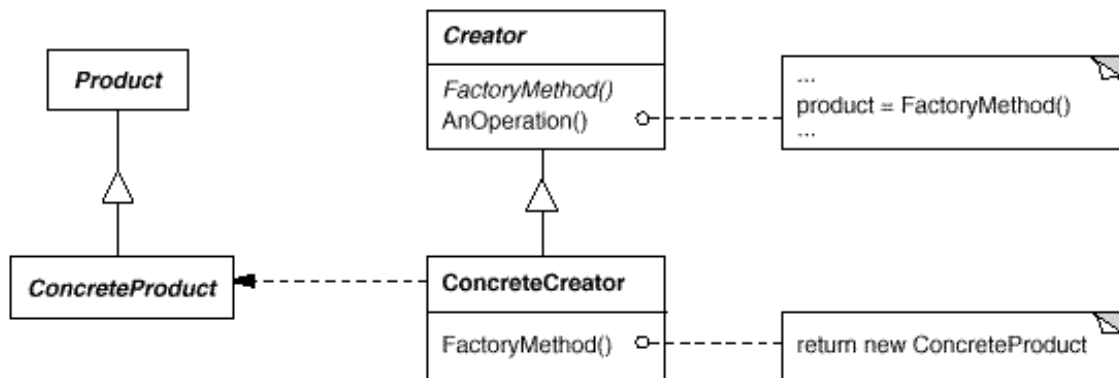 Product
ConcreteProduct
Creator
FactoryMethod()
AnOperation()
...
product = FactoryMethod()
...
ConcreteCreator
FactoryMethod()
return new ConcreteProduct